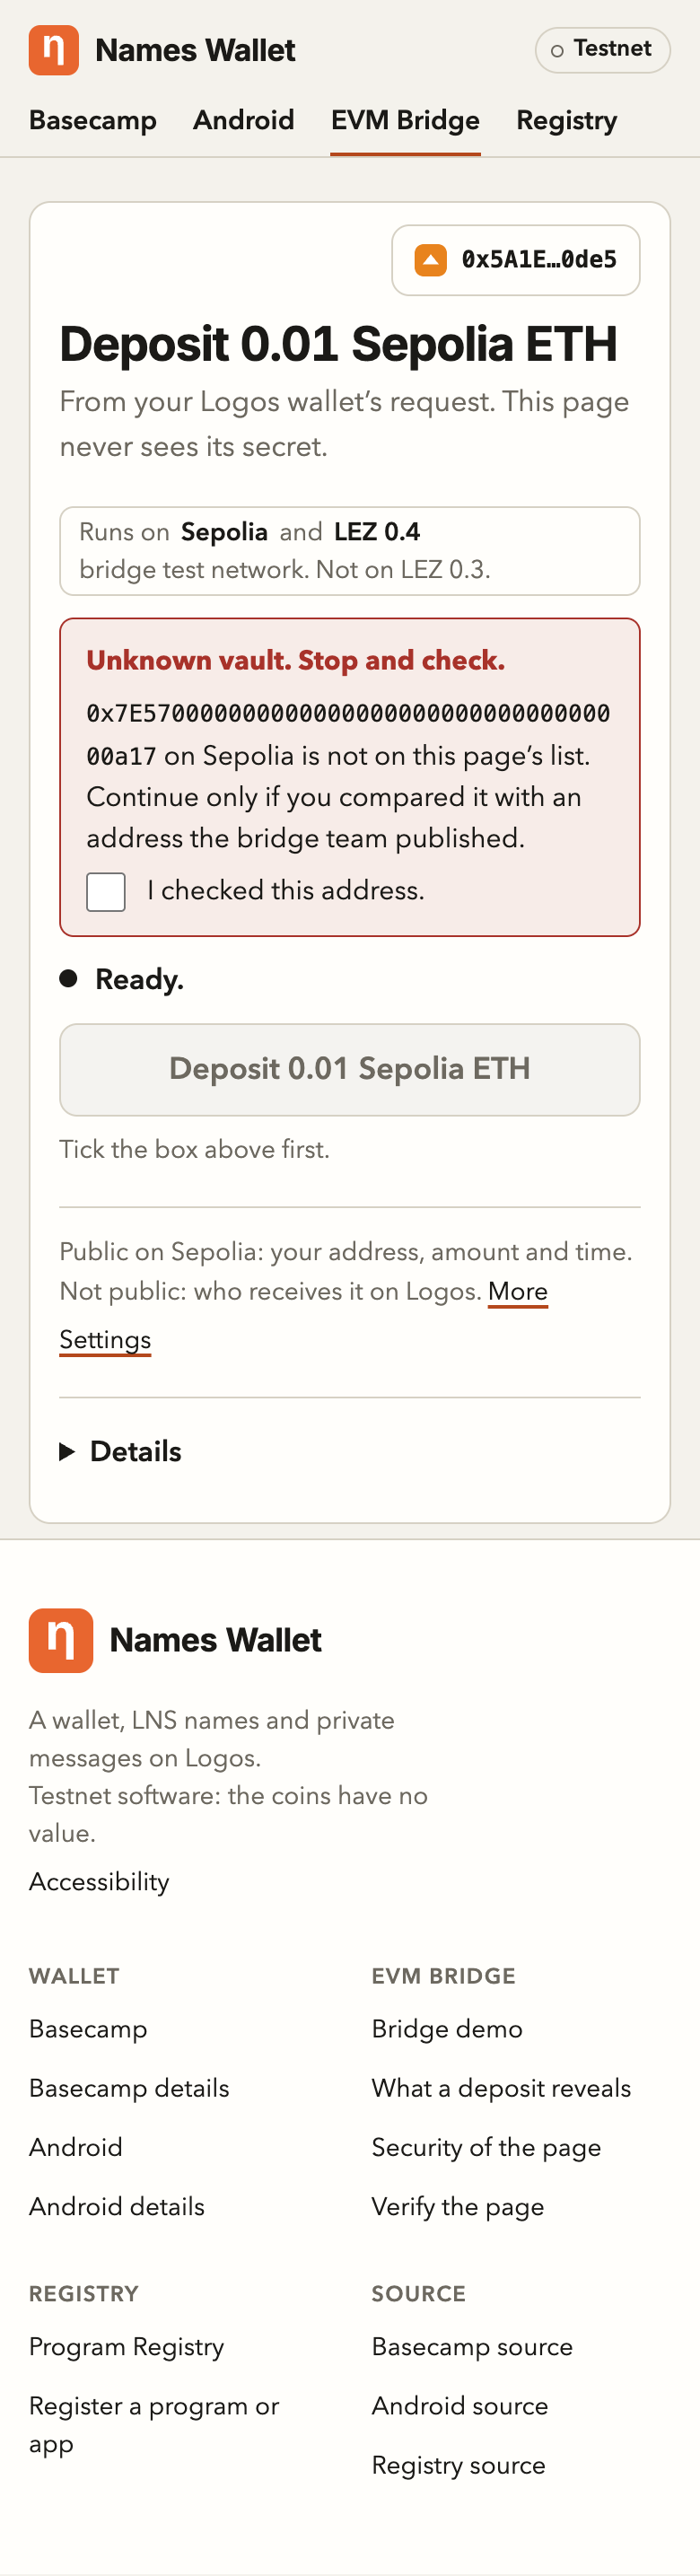 η Names Wallet
Testnet
Basecamp Android EVM Bridge Registry
0x5A1E…0de5
Deposit 0.01 Sepolia ETH
From your Logos wallet’s request. This page
never sees its secret.
Runs on Sepolia and LEZ 0.4
bridge test network. Not on LEZ 0.3.
Unknown vault. Stop and check.
0x7E570000000000000000000000000000000
00a17 on Sepolia is not on this page’s list.
Continue only if you compared it with an
address the bridge team published.
I checked this address.
Ready.
Deposit 0.01 Sepolia ETH
Tick the box above first.
Public on Sepolia: your address, amount and time.
Not public: who receives it on Logos. More
Settings
Details
η Names Wallet
A wallet, LNS names and private
messages on Logos.
Testnet software: the coins have no
value.
Accessibility
WALLET
Basecamp
Basecamp details
Android
Android details
EVM BRIDGE
Bridge demo
What a deposit reveals
Security of the page
Verify the page
REGISTRY
Program Registry
Register a program or
app
SOURCE
Basecamp source
Android source
Registry source